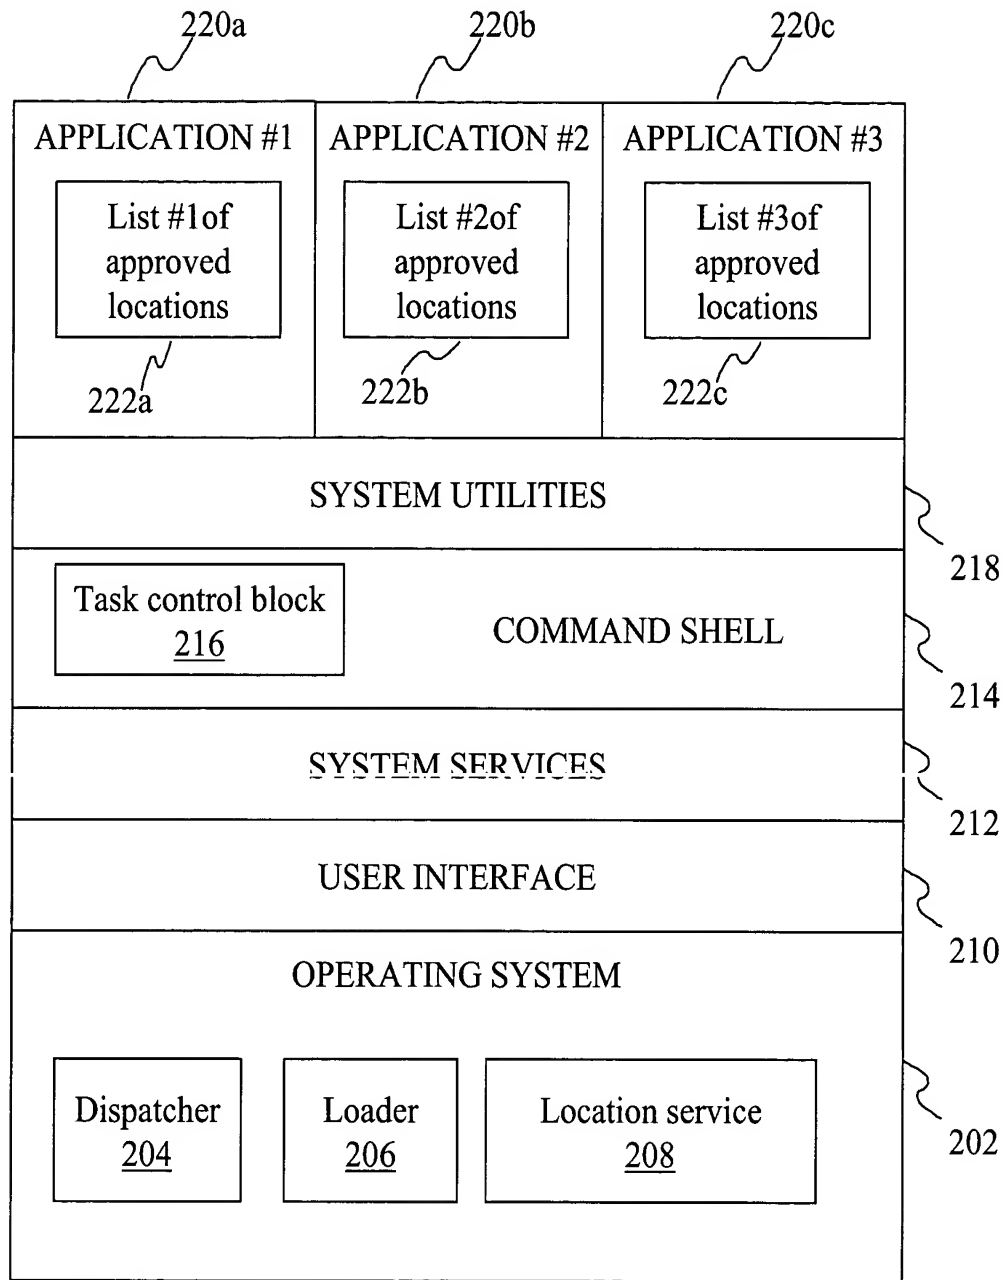 220a
220b
220c
APPLICATION #1
APPLICATION #2
APPLICATION #3
List #1of
approved
locations
List #2of
approved
locations
List #3of
approved
locations
222a
222b
222c
SYSTEM UTILITIES
218
Task control block
216
COMMAND SHELL
214
SYSTEM SERVICES
212
USER INTERFACE
210
OPERATING SYSTEM
Dispatcher
204
Loader
206
Location service
208
202